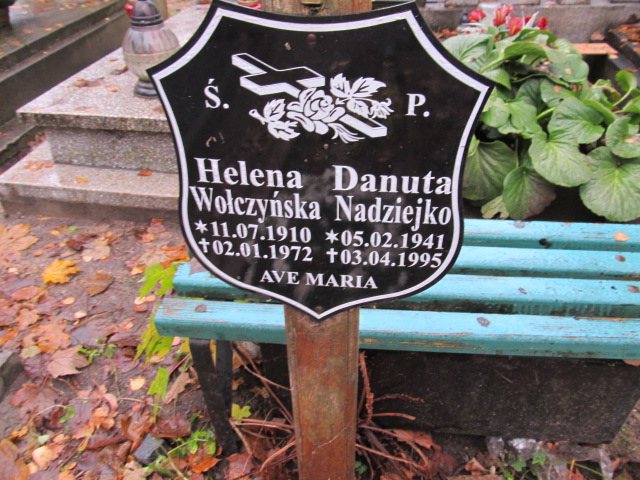 Ś. P.
Helena Danuta
Wołczyńska Nadziejko
✶11.07.1910 ✶05.02.1941
✝02.01.1972 ✝03.04.1995
AVE MARIA